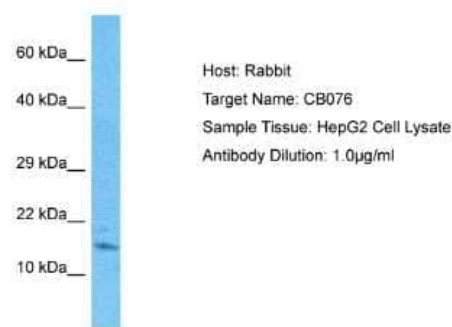 60 kDa
40 kDa
29 kDa
22 kDa
10 kDa
Host: Rabbit
Target Name: CB076
Sample Tissue: HepG2 Cell Lysate
Antibody Dilution: 1.0µg/ml